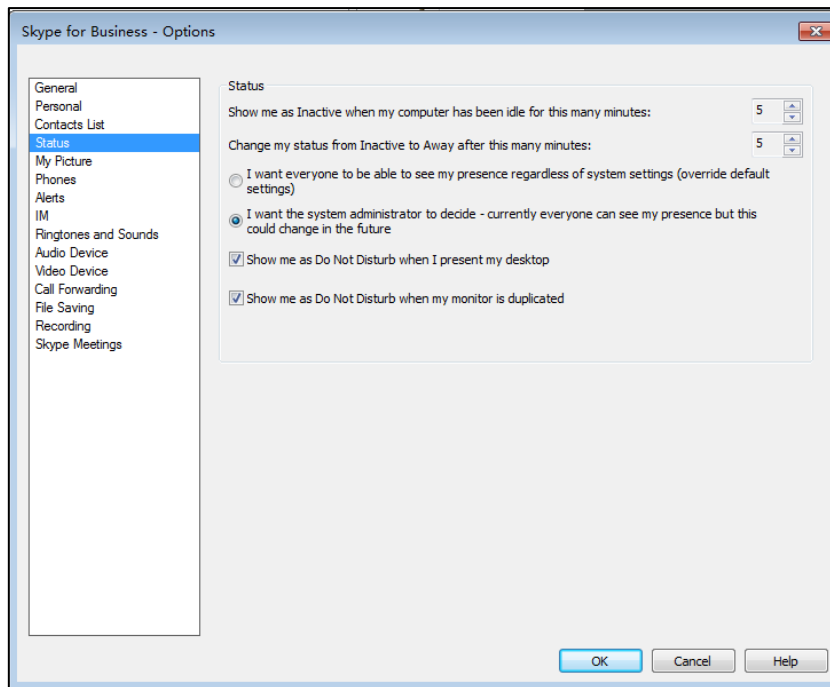 Skype for Business - Options
General
Personal
Contacts List
Status
My Picture
Phones
Alerts
IM
Ringtones and Sounds
Audio Device
Video Device
Call Forwarding
File Saving
Recording
Skype Meetings
Status
Show me as Inactive when my computer has been idle for this many minutes: 5
Change my status from Inactive to Away after this many minutes: 5
I want everyone to be able to see my presence regardless of system settings (override default
settings)
I want the system administrator to decide - currently everyone can see my presence but this
could change in the future
Show me as Do Not Disturb when I present my desktop
Show me as Do Not Disturb when my monitor is duplicated
OK Cancel Help